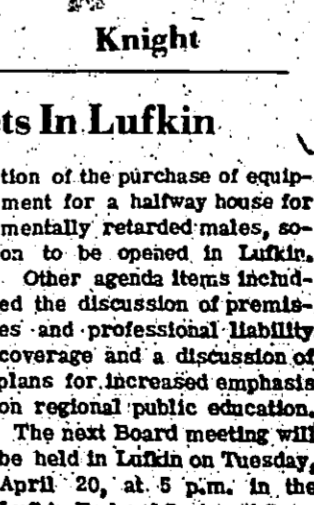 Knight
ts In Lufkin
tion of the purchase of equip-
ment for a halfway house for
mentally retarded males, so-
on to be opened in Lufkin.
Other agenda items includ-
ed the discussion of premis-
es and professional liability
coverage and a discussion of
plans for increased emphasis
on regional public education.
The next Board meeting will
be held in Lufkin on Tuesday,
April 20, at 5 p.m. in the